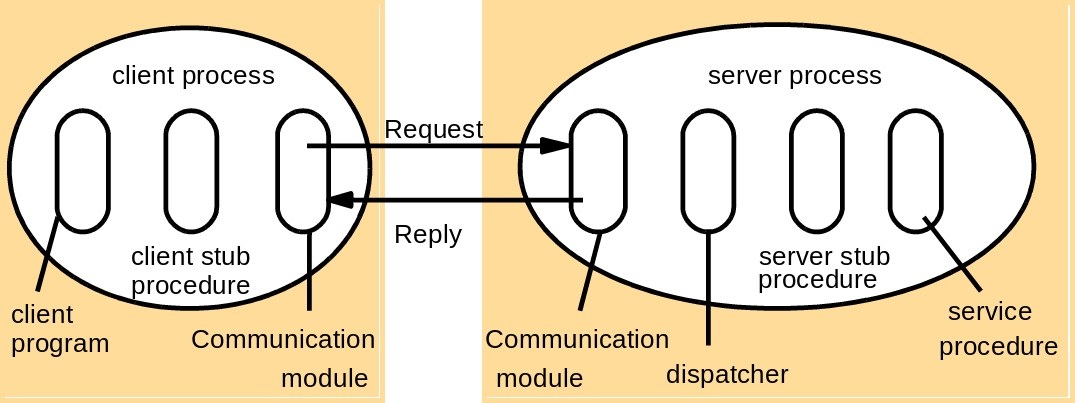 client process
server process
Request
Reply
client stub
procedure
server stub
procedure
client
program
Communication
module
Communication
module
dispatcher
service
procedure